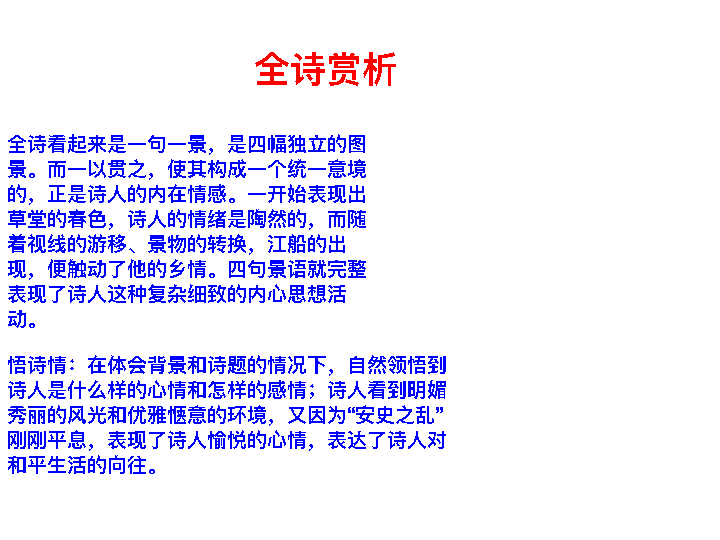 全诗赏析
全诗看起来是一句一景，是四幅独立的图
景。而一以贯之，使其构成一个统一意境
的，正是诗人的内在情感。一开始表现出
草堂的春色，诗人的情绪是陶然的，而随
着视线的游移、景物的转换，江船的出
现，便触动了他的乡情。四句景语就完整
表现了诗人这种复杂细致的内心思想活
动。
悟诗情：在体会背景和诗题的情况下，自然领悟到
诗人是什么样的心情和怎样的感情；诗人看到明媚
秀丽的风光和优雅惬意的环境，又因为“安史之乱”
刚刚平息，表现了诗人愉悦的心情，表达了诗人对
和平生活的向往。